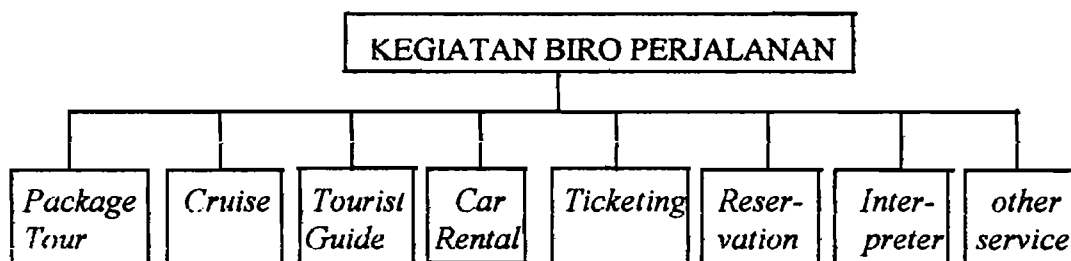 KEGIATAN BIRO PERJALANAN
Package
Tour
Cruise
Tourist
Guide
Car
Rental
Ticketing
Reser-
vation
Inter-
preter
other
service